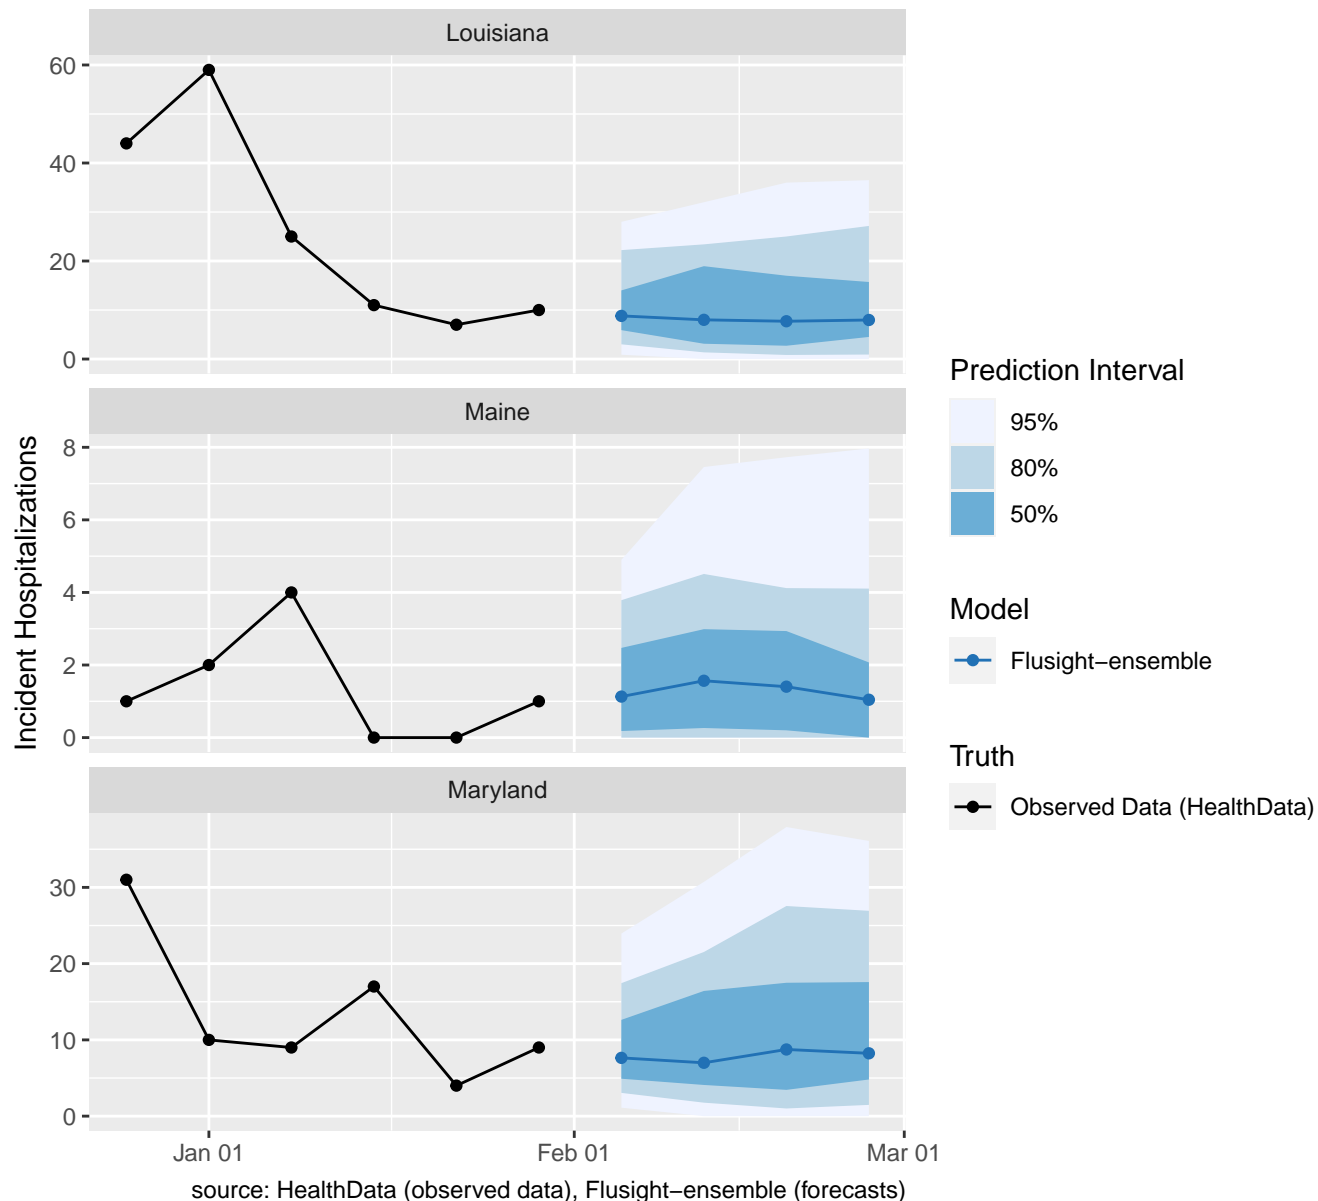 Louisiana
60
40
20
0
Maine
8
6
4
2
0
Maryland
30
20
10
0
Jan 01
Feb 01
Mar 01
Incident Hospitalizations
source: HealthData (observed data), Flusight−ensemble (forecasts)
Prediction Interval
95%
80%
50%
Model
Flusight−ensemble
Truth
Observed Data (HealthData)